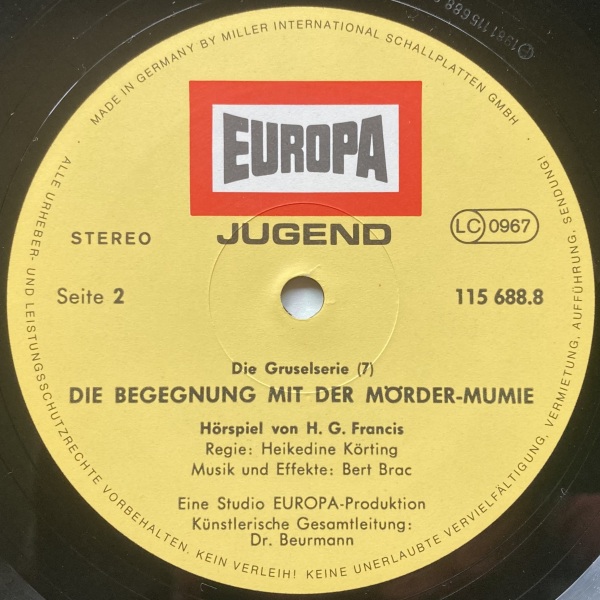 MADE IN GERMANY BY MILLER INTERNATIONAL SCHALLPLATTEN GMBH
EUROPA
JUGEND
STEREO
LC 0967
Seite 2
115 688.8
Die Gruselserie (7)
DIE BEGEGNUNG MIT DER MÖRDER-MUMIE
Hörspiel von H. G. Francis
Regie: Heikedine Körting
Musik und Effekte: Bert Brac
Eine Studio EUROPA-Produktion
Künstlerische Gesamtleitung:
Dr. Beurmann
ALLE URHEBER- UND LEISTUNGSSCHUTZRECHTE VORBEHALTEN. KEIN VERLEIH! KEINE UNERLAUBTE VERVIELFÄLTIGUNG, VERMIETUNG, AUFFÜHRUNG, SENDUNG!
℗1981 115 688